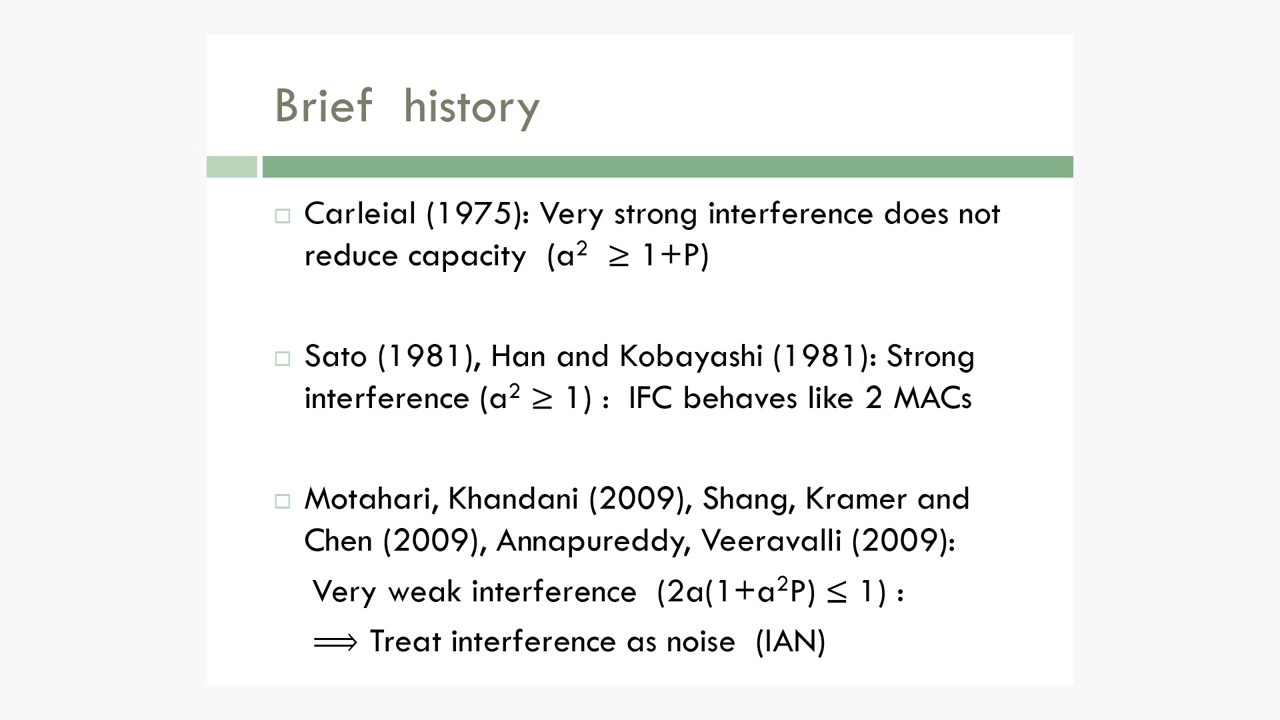 Brief history
Carleial (1975): Very strong interference does not
reduce capacity (a² ≥ 1+P)
Sato (1981), Han and Kobayashi (1981): Strong
interference (a² ≥ 1) : IFC behaves like 2 MACs
Motahari, Khandani (2009), Shang, Kramer and
Chen (2009), Annapureddy, Veeravalli (2009):
Very weak interference (2a(1+a²P) ≤ 1) :
⟹ Treat interference as noise (IAN)